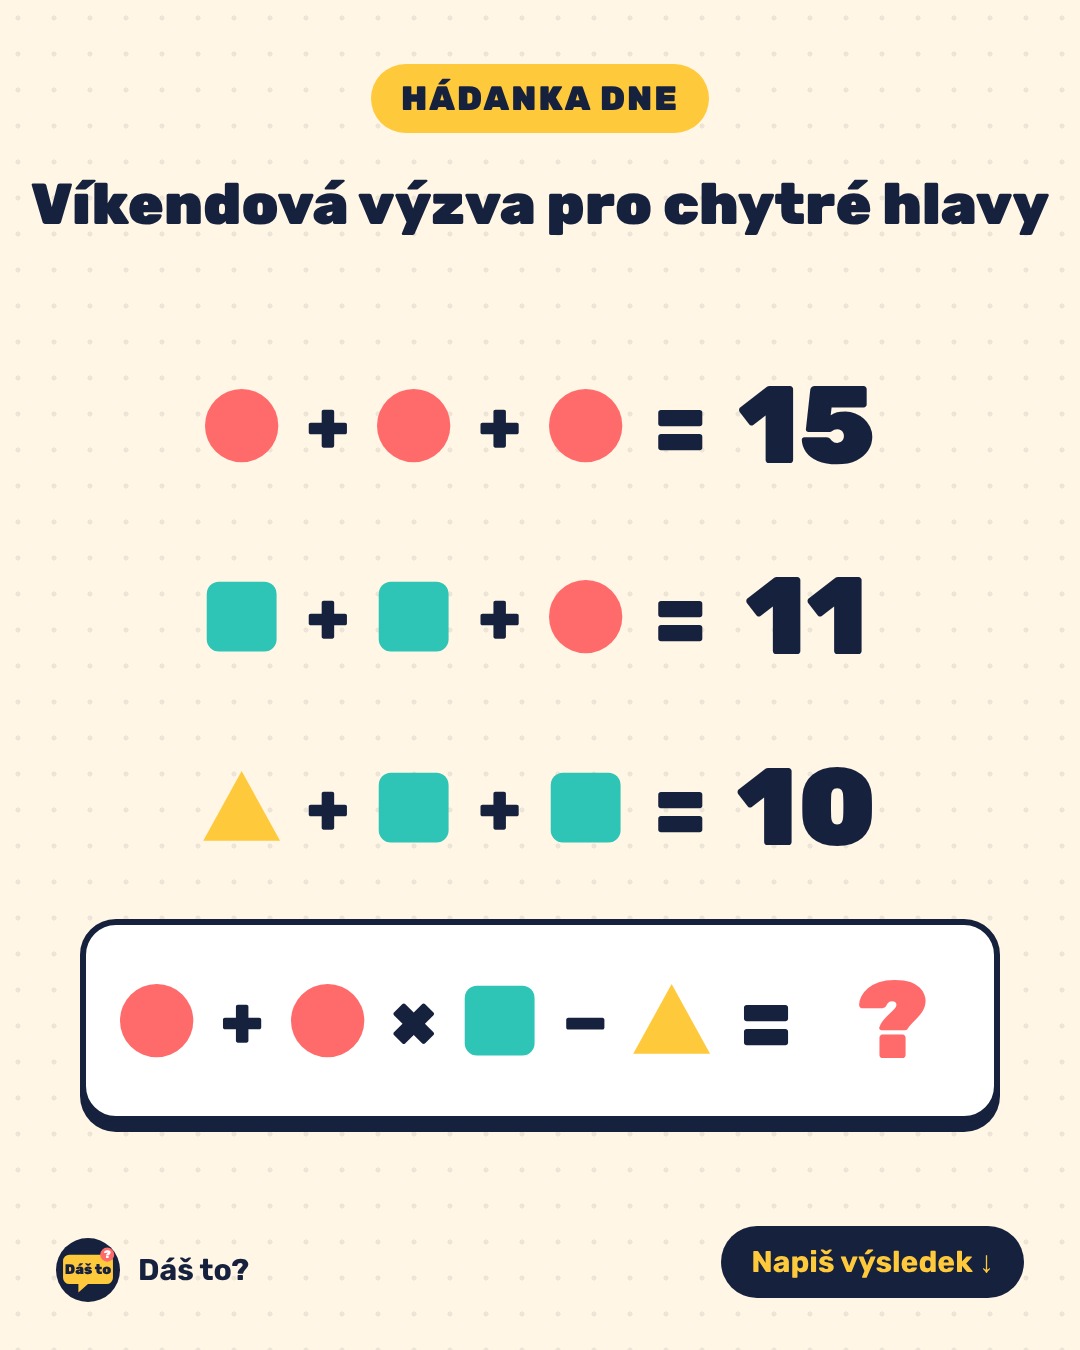 HÁDANKA DNE
Víkendová výzva pro chytré hlavy
+ + = 15
+ + = 11
+ + = 10
+ × − = ?
Dáš to ?
Dáš to?
Napiš výsledek ↓